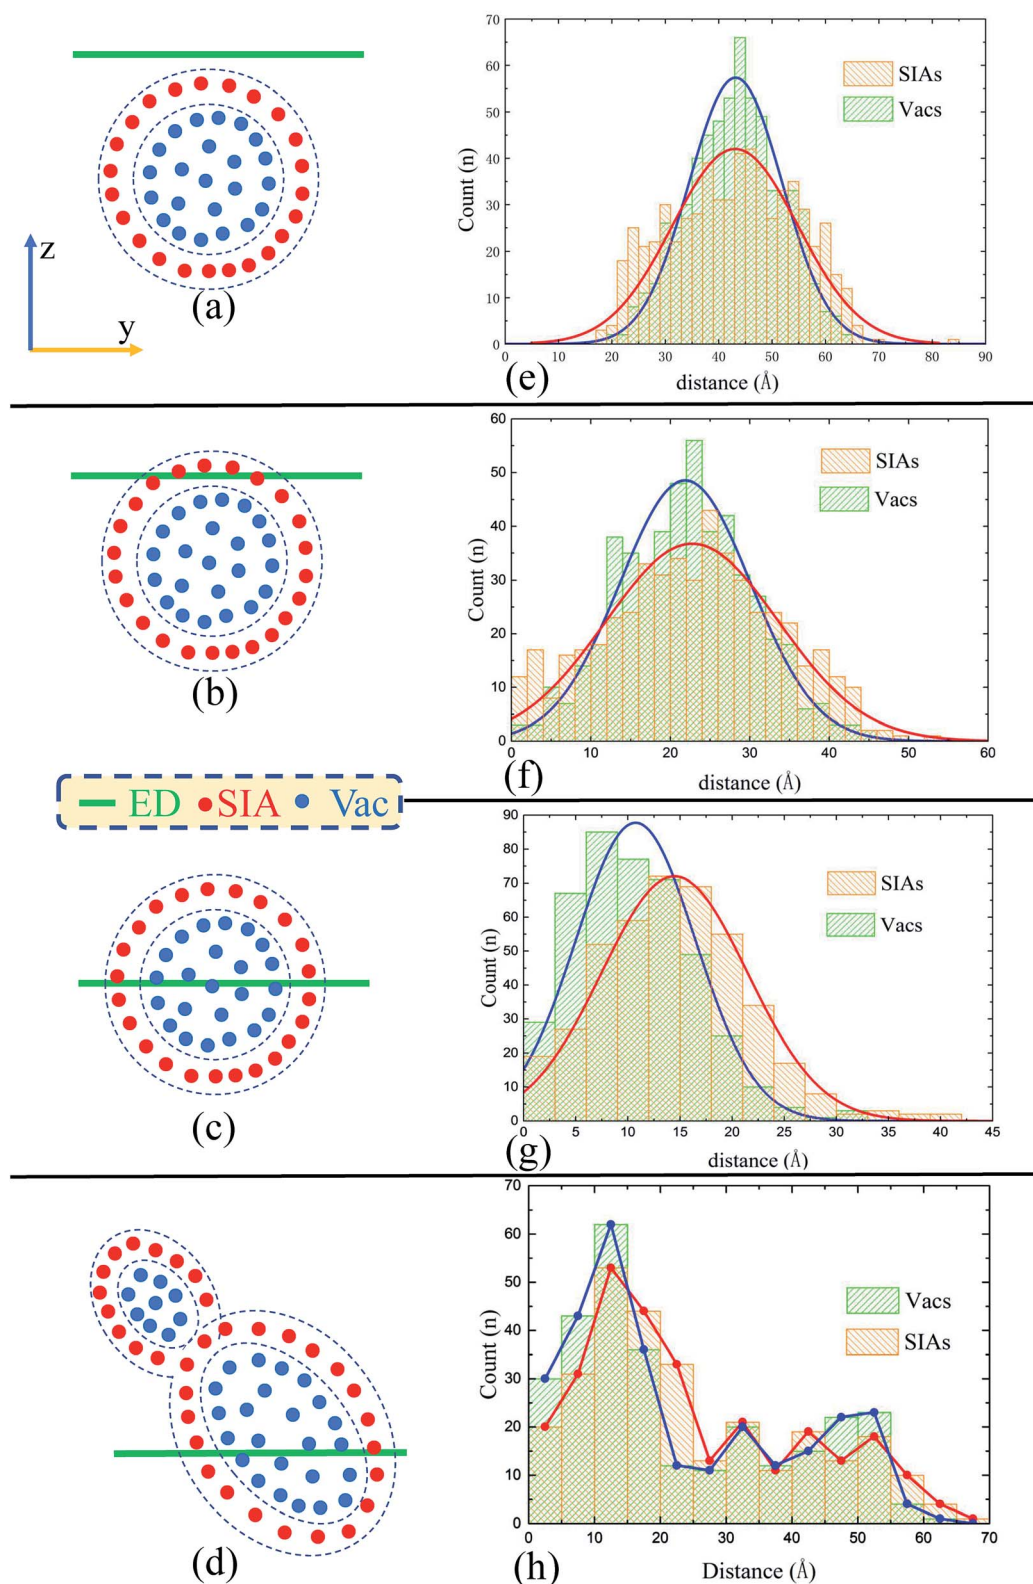 z
y
(a)
70
60
50
40
30
20
10
0
Count (n)
SIAs
Vacs
0 10 20 30 40 50 60 70 80 90
distance (Å)
(e)
(b)
60
50
40
30
20
10
0
Count (n)
SIAs
Vacs
0 10 20 30 40 50 60
distance (Å)
(f)
ED SIA Vac
(c)
90
80
70
60
50
40
30
20
10
0
Count (n)
SIAs
Vacs
0 5 10 15 20 25 30 35 40 45
distance (Å)
(g)
(d)
70
60
50
40
30
20
10
0
Count (n)
Vacs
SIAs
0 10 20 30 40 50 60 70
Distance (Å)
(h)